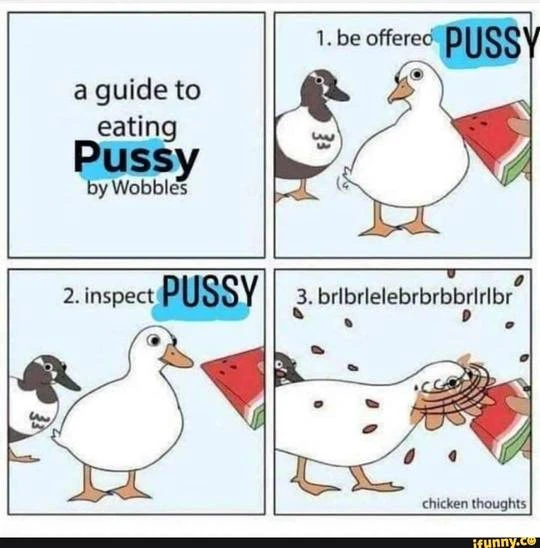 a guide to
eating
Pussy
by Wobbles
1. be offered PUSSY
2. inspect PUSSY
3. brlbrlelebrbrbbrlrlbr
chicken thoughts
ifunny.co